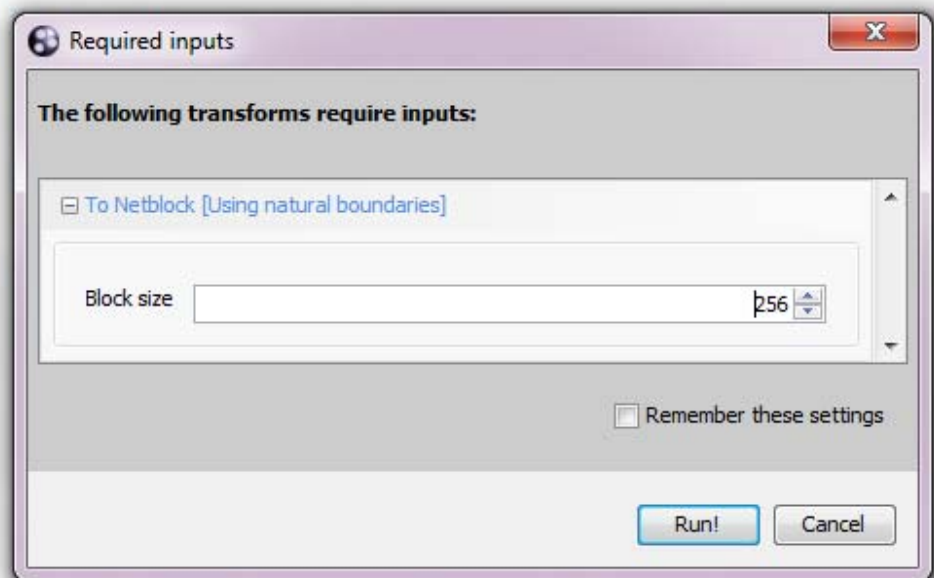 Required inputs
The following transforms require inputs:
To Netblock [Using natural boundaries]
Block size 256
Remember these settings
Run! Cancel